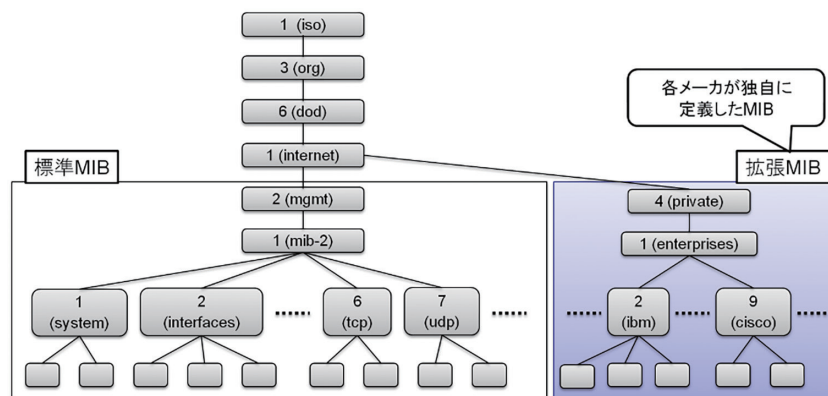 1 (iso)
3 (org)
6 (dod)
各メーカが独自に
定義したMIB
1 (internet)
標準MIB
拡張MIB
2 (mgmt)
4 (private)
1 (mib-2)
1 (enterprises)
1
(system)
2
(interfaces)
6
(tcp)
7
(udp)
2
(ibm)
9
(cisco)